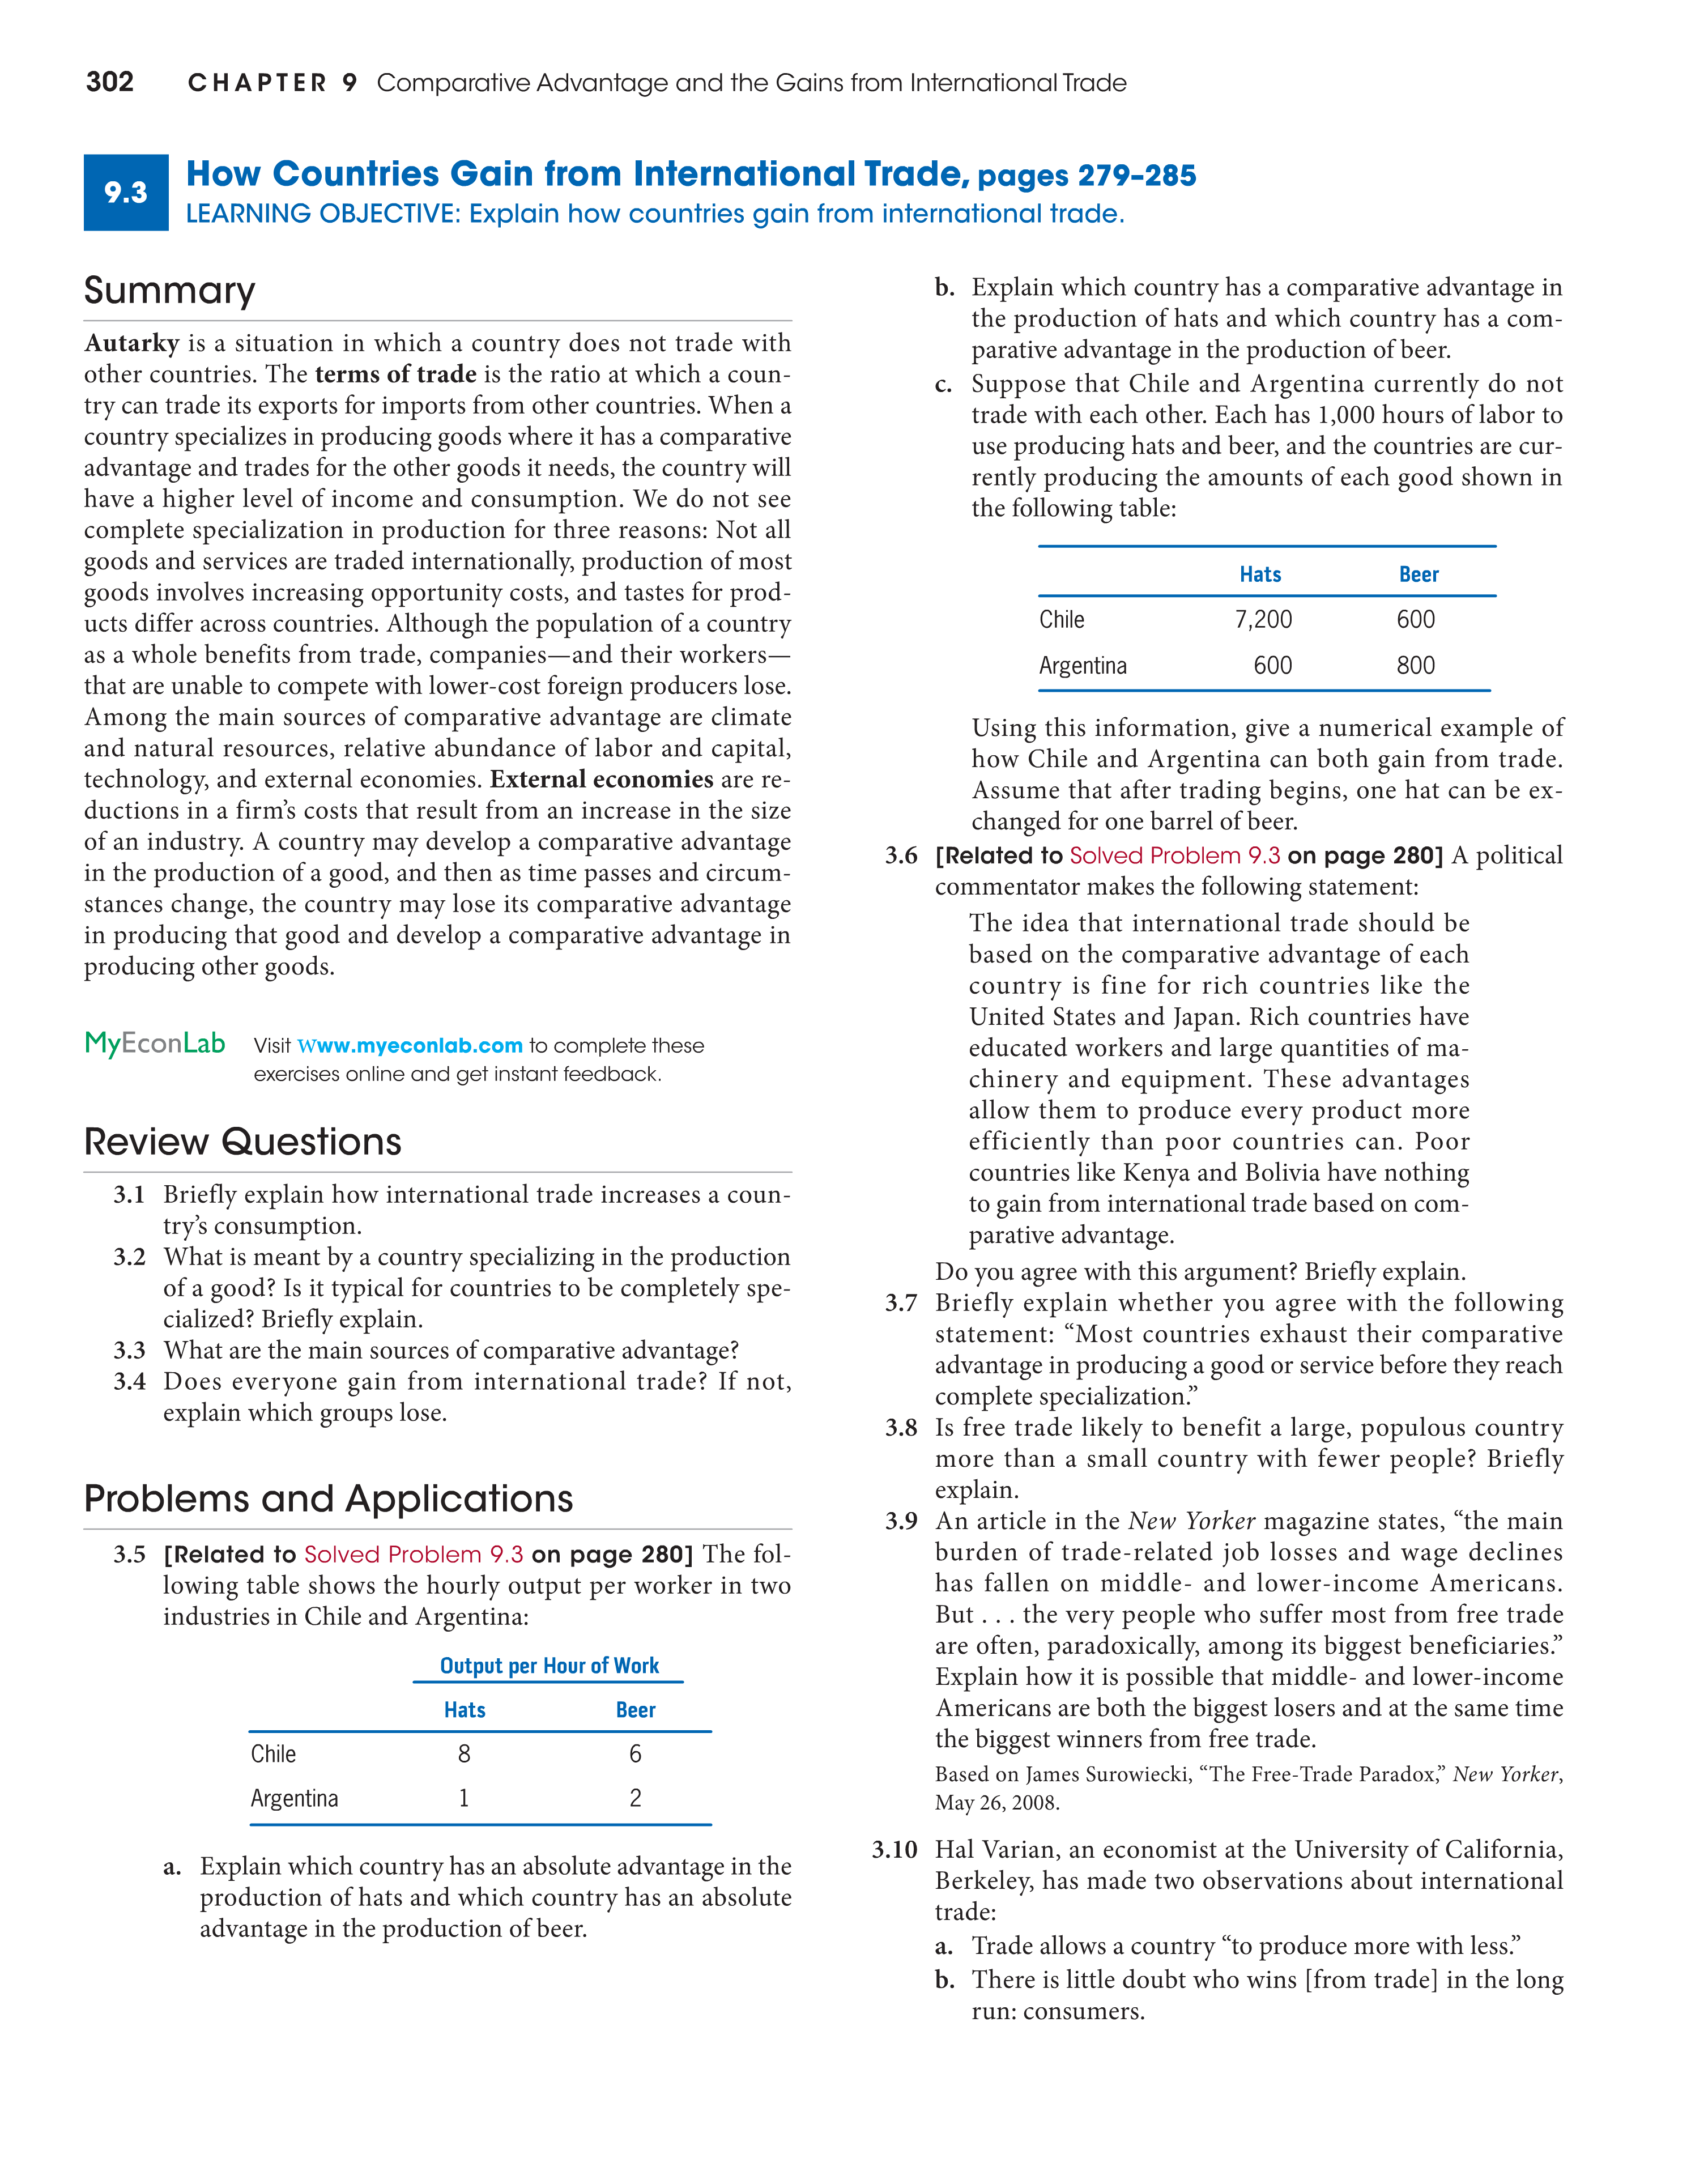 302 CHAPTER 9 Comparative Advantage and the Gains from International Trade
9.3
How Countries Gain from International Trade, pages 279–285
LEARNING OBJECTIVE: Explain how countries gain from international trade.
Summary
Autarky is a situation in which a country does not trade with
other countries. The terms of trade is the ratio at which a coun-
try can trade its exports for imports from other countries. When a
country specializes in producing goods where it has a comparative
advantage and trades for the other goods it needs, the country will
have a higher level of income and consumption. We do not see
complete specialization in production for three reasons: Not all
goods and services are traded internationally, production of most
goods involves increasing opportunity costs, and tastes for prod-
ucts differ across countries. Although the population of a country
as a whole benefits from trade, companies—and their workers—
that are unable to compete with lower-cost foreign producers lose.
Among the main sources of comparative advantage are climate
and natural resources, relative abundance of labor and capital,
technology, and external economies. External economies are re-
ductions in a firm's costs that result from an increase in the size
of an industry. A country may develop a comparative advantage
in the production of a good, and then as time passes and circum-
stances change, the country may lose its comparative advantage
in producing that good and develop a comparative advantage in
producing other goods.
MyEconLab Visit www.myeconlab.com to complete these
exercises online and get instant feedback.
Review Questions
3.1 Briefly explain how international trade increases a coun-
try's consumption.
3.2 What is meant by a country specializing in the production
of a good? Is it typical for countries to be completely spe-
cialized? Briefly explain.
3.3 What are the main sources of comparative advantage?
3.4 Does everyone gain from international trade? If not,
explain which groups lose.
Problems and Applications
3.5 [Related to Solved Problem 9.3 on page 280] The fol-
lowing table shows the hourly output per worker in two
industries in Chile and Argentina:
Output per Hour of Work
Hats Beer
Chile 8 6
Argentina 1 2
a. Explain which country has an absolute advantage in the
production of hats and which country has an absolute
advantage in the production of beer.
b. Explain which country has a comparative advantage in
the production of hats and which country has a com-
parative advantage in the production of beer.
c. Suppose that Chile and Argentina currently do not
trade with each other. Each has 1,000 hours of labor to
use producing hats and beer, and the countries are cur-
rently producing the amounts of each good shown in
the following table:
Hats Beer
Chile 7,200 600
Argentina 600 800
Using this information, give a numerical example of
how Chile and Argentina can both gain from trade.
Assume that after trading begins, one hat can be ex-
changed for one barrel of beer.
3.6 [Related to Solved Problem 9.3 on page 280] A political
commentator makes the following statement:
The idea that international trade should be
based on the comparative advantage of each
country is fine for rich countries like the
United States and Japan. Rich countries have
educated workers and large quantities of ma-
chinery and equipment. These advantages
allow them to produce every product more
efficiently than poor countries can. Poor
countries like Kenya and Bolivia have nothing
to gain from international trade based on com-
parative advantage.
Do you agree with this argument? Briefly explain.
3.7 Briefly explain whether you agree with the following
statement: “Most countries exhaust their comparative
advantage in producing a good or service before they reach
complete specialization.”
3.8 Is free trade likely to benefit a large, populous country
more than a small country with fewer people? Briefly
explain.
3.9 An article in the New Yorker magazine states, “the main
burden of trade-related job losses and wage declines
has fallen on middle- and lower-income Americans.
But . . . the very people who suffer most from free trade
are often, paradoxically, among its biggest beneficiaries.”
Explain how it is possible that middle- and lower-income
Americans are both the biggest losers and at the same time
the biggest winners from free trade.
Based on James Surowiecki, “The Free-Trade Paradox,” New Yorker,
May 26, 2008.
3.10 Hal Varian, an economist at the University of California,
Berkeley, has made two observations about international
trade:
a. Trade allows a country “to produce more with less.”
b. There is little doubt who wins [from trade] in the long
run: consumers.